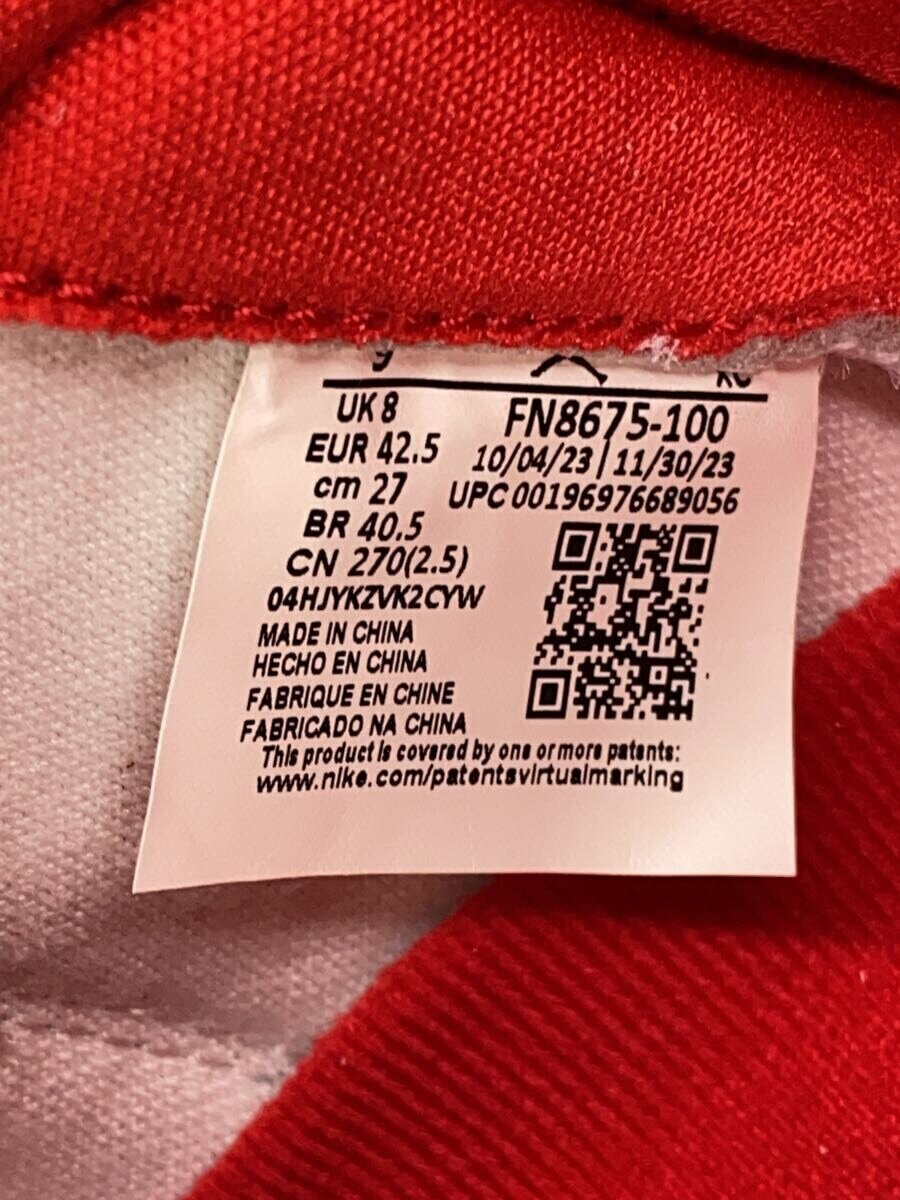 9
UK 8 FN8675-100
EUR 42.5 10/04/23 | 11/30/23
cm 27 UPC 00196976689056
BR 40.5
CN 270(2.5)
04HJYKZVK2CYW
MADE IN CHINA
HECHO EN CHINA
FABRIQUE EN CHINE
FABRICADO NA CHINA
This product is covered by one or more patents:
www.nike.com/patentsvirtualmarking